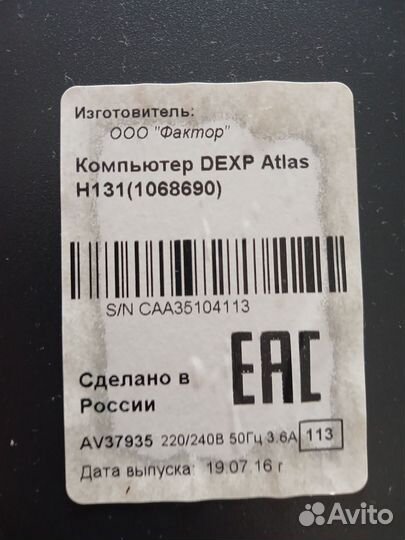 Изготовитель:
ООО "Фактор"
Компьютер DEXP Atlas
H131(1068690)
S/N CAA35104113
Сделано в
России
EAC
AV37935 220/240В 50Гц 3.6А 113
Дата выпуска: 19.07.16 г
Avito